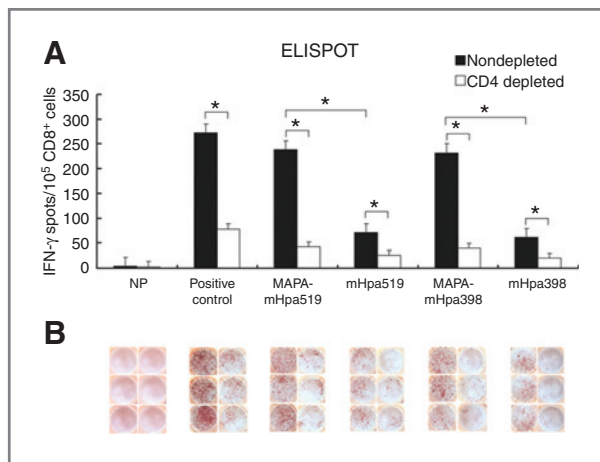 A
ELISPOT
Nondepleted
CD4 depleted
IFN-γ spots/10⁵ CD8⁺ cells
350
300
250
200
150
100
50
0
*
*
*
*
*
*
*
NP
Positive
control
MAPA-
mHpa519
mHpa519
MAPA-
mHpa398
mHpa398
B